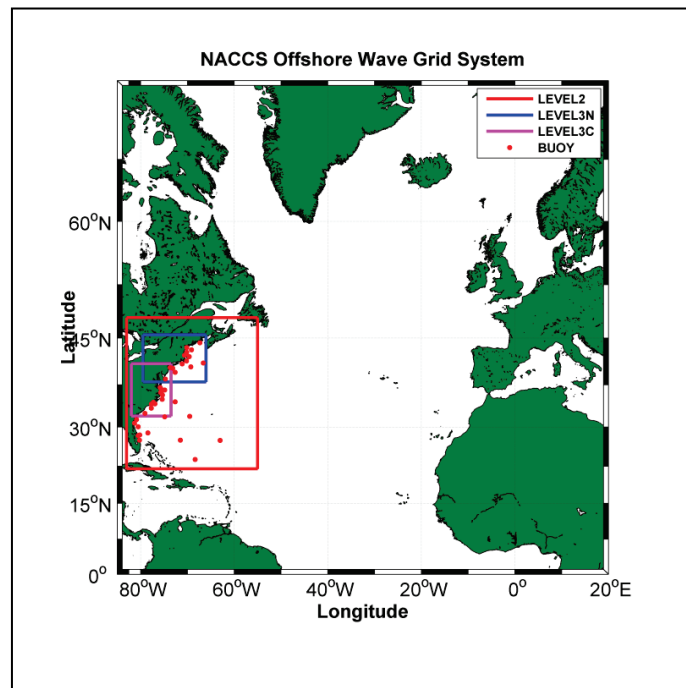 NACCS Offshore Wave Grid System
LEVEL2
LEVEL3N
LEVEL3C
BUOY
60°N
45°N
30°N
15°N
0°
Latitude
80°W
60°W
40°W
20°W
0°
20°E
Longitude